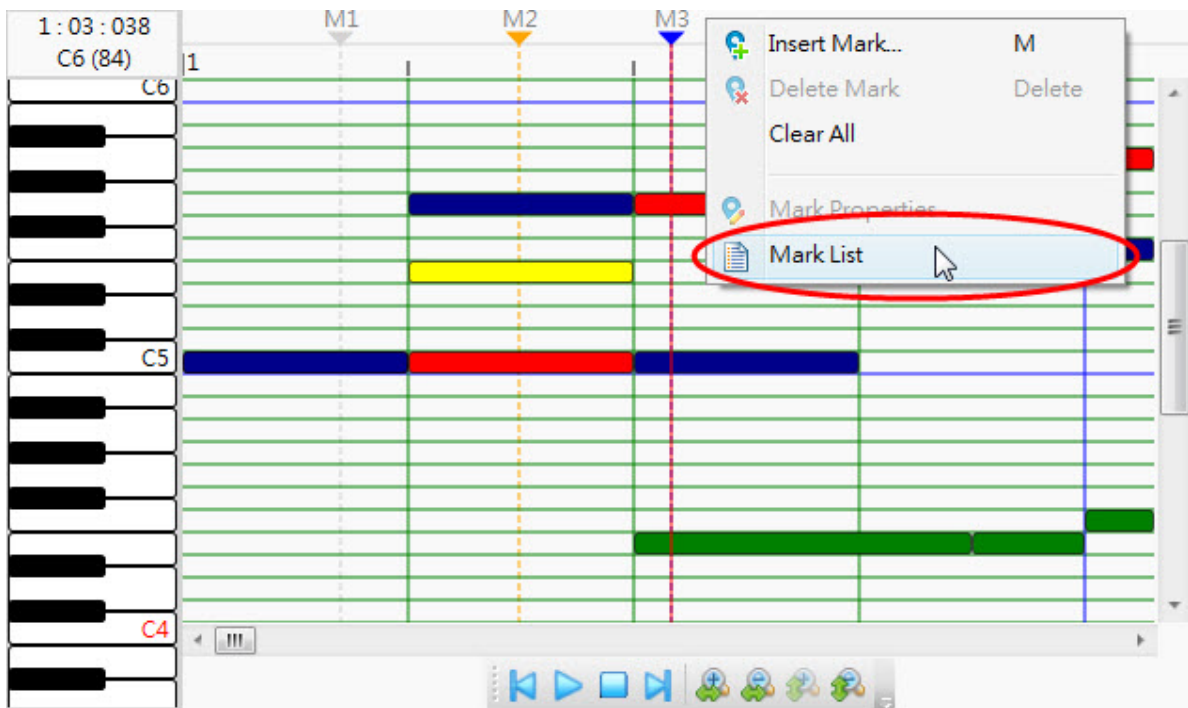 1 : 03 : 038
C6 (84)
M1
M2
M3
1
C6
Insert Mark... M
Delete Mark Delete
Clear All
Mark Properties
Mark List
C5
C4